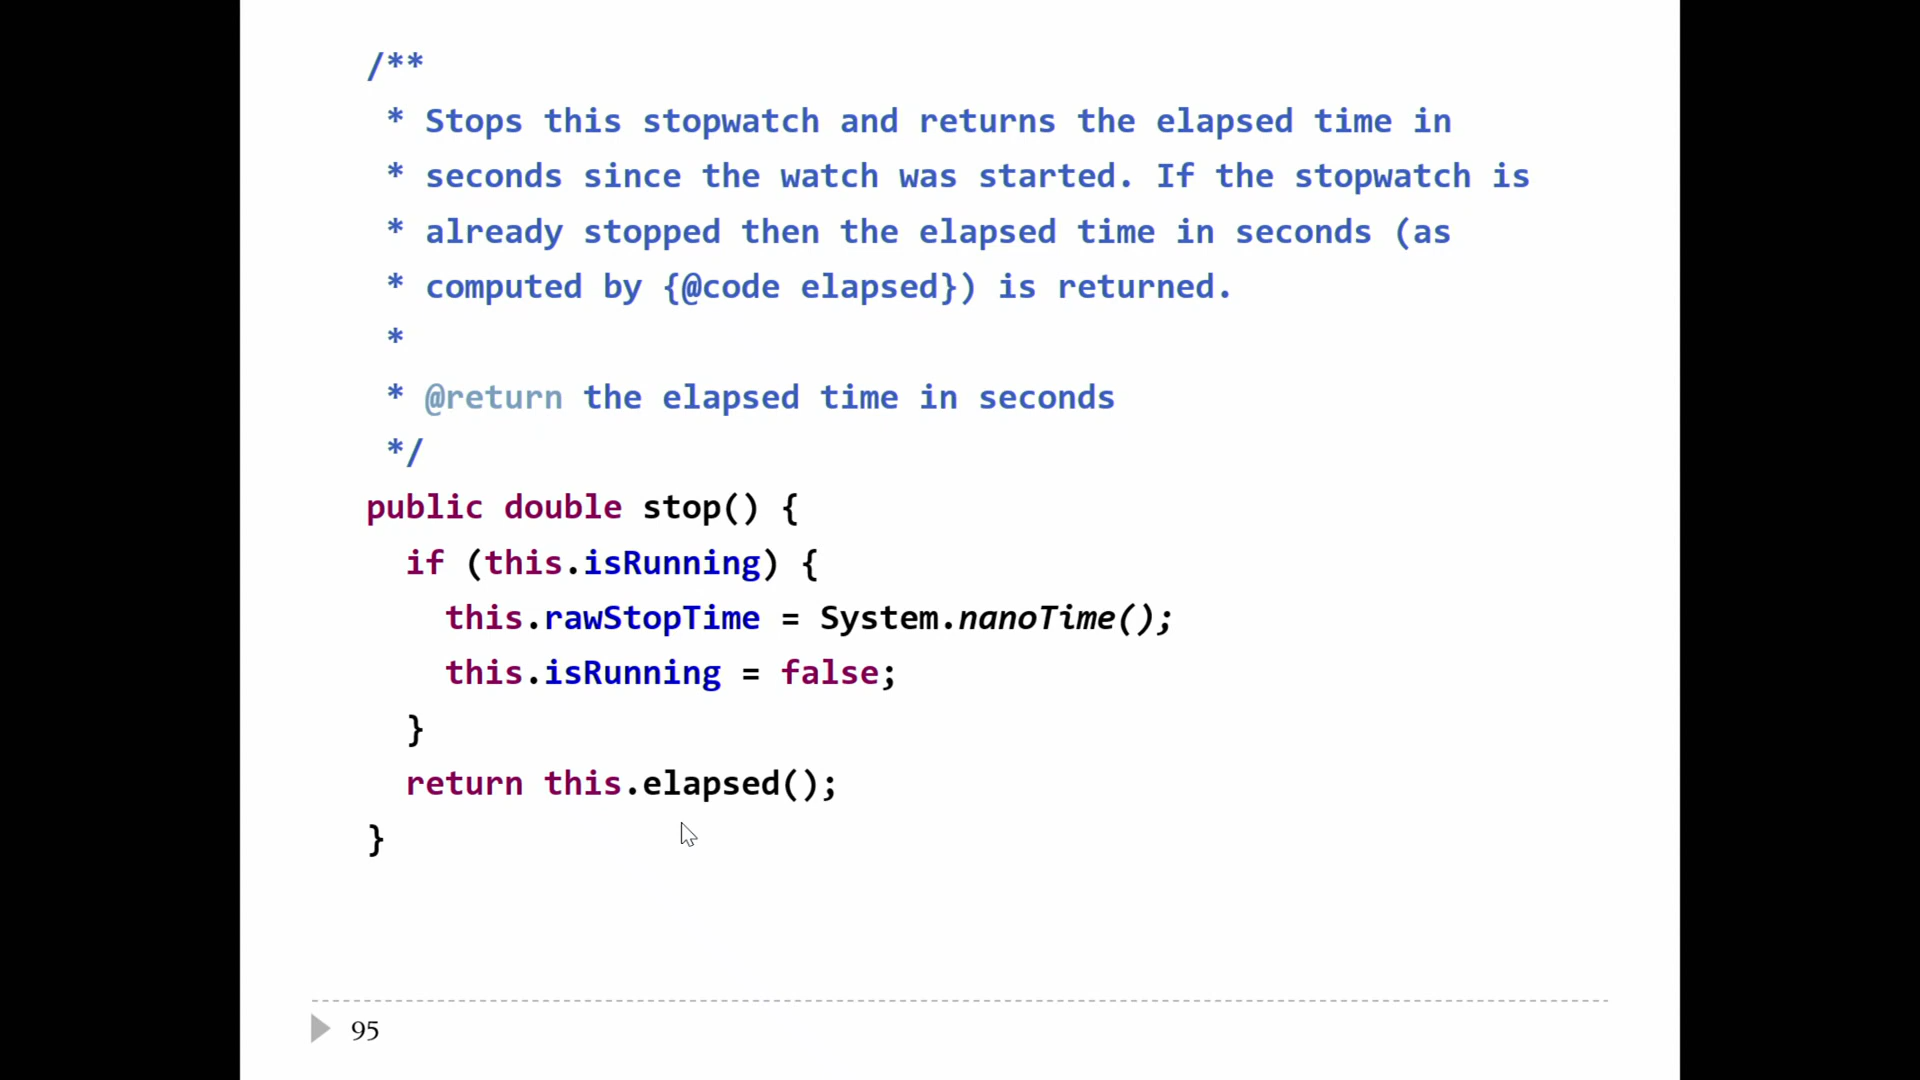 /**
* Stops this stopwatch and returns the elapsed time in
* seconds since the watch was started. If the stopwatch is
* already stopped then the elapsed time in seconds (as
* computed by {@code elapsed}) is returned.
*
* @return the elapsed time in seconds
*/
public double stop() {
if (this.isRunning) {
this.rawStopTime = System.nanoTime();
this.isRunning = false;
}
return this.elapsed();
}
95